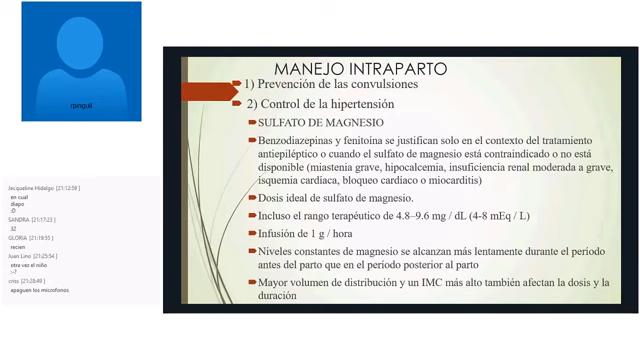 rpinguil
MANEJO INTRAPARTO
1) Prevención de las convulsiones
2) Control de la hipertensión
SULFATO DE MAGNESIO
Benzodiazepinas y fenitoína se justifican solo en el contexto del tratamiento
antiepiléptico o cuando el sulfato de magnesio está contraindicado o no está
disponible (miastenia grave, hipocalcemia, insuficiencia renal moderada a grave,
isquemia cardíaca, bloqueo cardíaco o miocarditis)
Dosis ideal de sulfato de magnesio.
Incluso el rango terapéutico de 4.8–9.6 mg / dL (4-8 mEq / L)
Infusión de 1 g / hora
Niveles constantes de magnesio se alcanzan más lentamente durante el período
antes del parto que en el período posterior al parto
Mayor volumen de distribución y un IMC más alto también afectan la dosis y la
duración
Jacqueline Hidalgo [21:12:59]
en cual
diapo
:O
SANDRA [21:17:23]
32
GLORIA [21:19:55]
recien
Juan Lino [21:25:54]
otra vez el niño
:-?
criss [21:28:49]
apaguen los microfonos